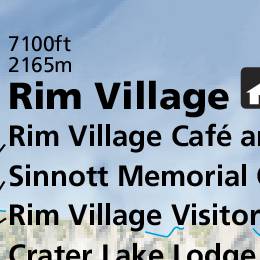 7100ft
2165m
Rim Village
Rim Village Café
Sinnott Memorial
Rim Village Visitor
Crater Lake Lodge